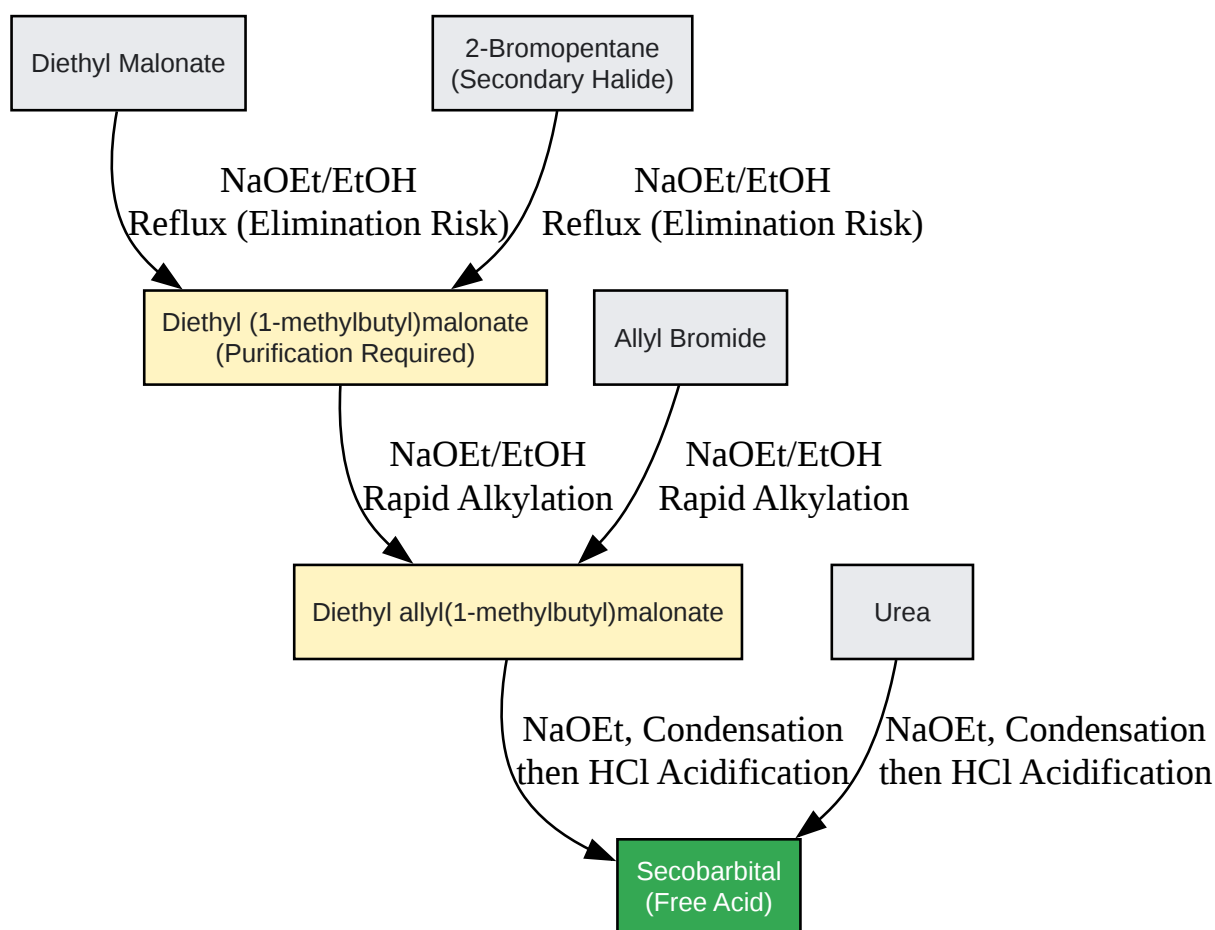 Diethyl Malonate
2-Bromopentane
(Secondary Halide)
NaOEt/EtOH
Reflux (Elimination Risk)
NaOEt/EtOH
Reflux (Elimination Risk)
Diethyl (1-methylbutyl)malonate
(Purification Required)
Allyl Bromide
NaOEt/EtOH
Rapid Alkylation
NaOEt/EtOH
Rapid Alkylation
Diethyl allyl(1-methylbutyl)malonate
Urea
NaOEt, Condensation
then HCl Acidification
NaOEt, Condensation
then HCl Acidification
Secobarbital
(Free Acid)